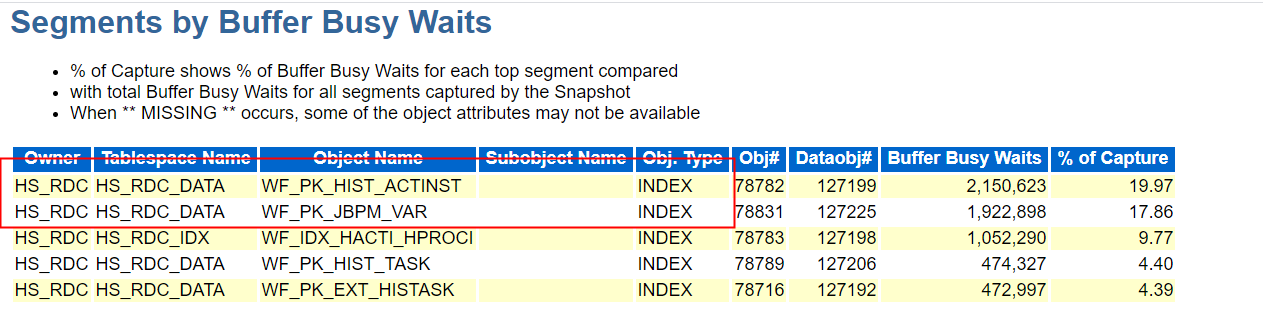 Segments by Buffer Busy Waits
• % of Capture shows % of Buffer Busy Waits for each top segment compared
• with total Buffer Busy Waits for all segments captured by the Snapshot
• When ** MISSING ** occurs, some of the object attributes may not be available
Owner Tablespace Name Object Name Subobject Name Obj. Type Obj# Dataobj# Buffer Busy Waits % of Capture
HS_RDC HS_RDC_DATA WF_PK_HIST_ACTINST INDEX 78782 127199 2,150,623 19.97
HS_RDC HS_RDC_DATA WF_PK_JBPM_VAR INDEX 78831 127225 1,922,898 17.86
HS_RDC HS_RDC_IDX WF_IDX_HACTI_HPROCI INDEX 78783 127198 1,052,290 9.77
HS_RDC HS_RDC_DATA WF_PK_HIST_TASK INDEX 78789 127206 474,327 4.40
HS_RDC HS_RDC_DATA WF_PK_EXT_HISTASK INDEX 78716 127192 472,997 4.39